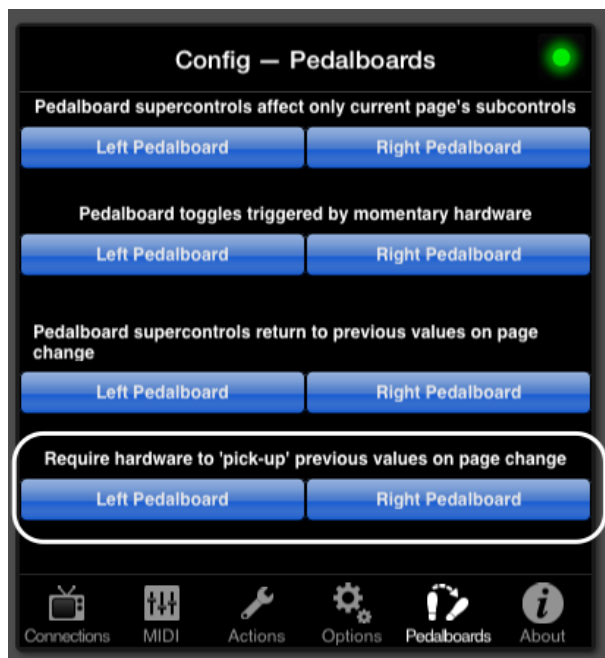 Config — Pedalboards
Pedalboard supercontrols affect only current page's subcontrols
Left Pedalboard Right Pedalboard
Pedalboard toggles triggered by momentary hardware
Left Pedalboard Right Pedalboard
Pedalboard supercontrols return to previous values on page
change
Left Pedalboard Right Pedalboard
Require hardware to 'pick-up' previous values on page change
Left Pedalboard Right Pedalboard
Connections MIDI Actions Options Pedalboards About